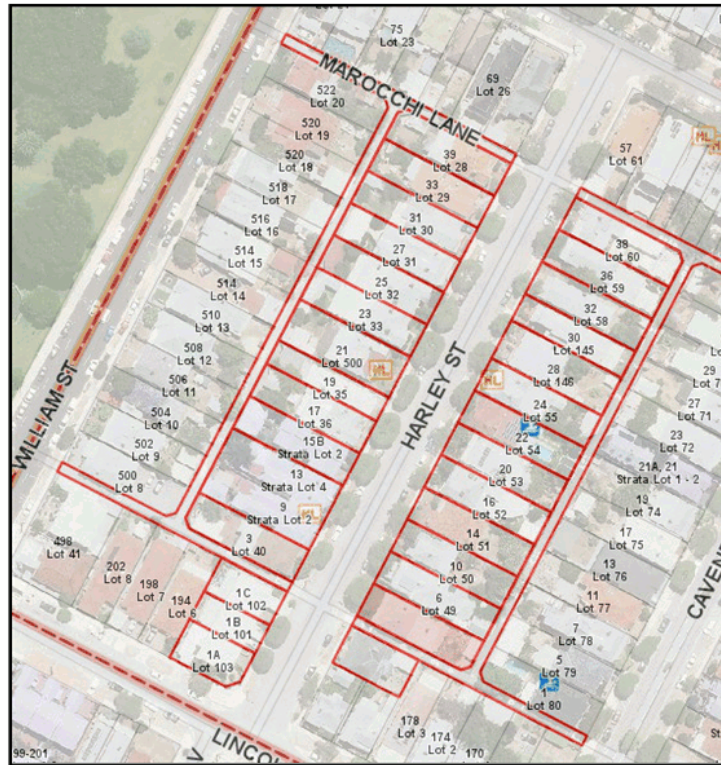 75
Lot 23
MAROCCHI LANE
69
Lot 26
522
Lot 20
520
Lot 19
520
Lot 18
518
Lot 17
516
Lot 16
514
Lot 15
514
Lot 14
510
Lot 13
508
Lot 12
506
Lot 11
504
Lot 10
502
Lot 9
500
Lot 8
WILLIAM ST
39
Lot 28
33
Lot 29
31
Lot 30
27
Lot 31
25
Lot 32
23
Lot 33
21
Lot 500
ML
19
Lot 35
17
Lot 36
15B
Strata Lot 2
13
Strata Lot 4
9
Strata Lot 2
ML
3
Lot 40
HARLEY ST
57
Lot 61
ML
38
Lot 60
36
Lot 59
32
Lot 58
30
Lot 145
28
Lot 146
ML
24
Lot 55
22
Lot 54
20
Lot 53
16
Lot 52
14
Lot 51
10
Lot 50
6
Lot 49
27
Lot 71
23
Lot 72
21A, 21
Strata Lot 1 - 2
19
Lot 74
17
Lot 75
13
Lot 76
11
Lot 77
7
Lot 78
5
Lot 79
1
Lot 80
498
Lot 41
202
Lot 8
198
Lot 7
194
Lot 6
1C
Lot 102
1B
Lot 101
1A
Lot 103
178
Lot 3
174
Lot 2
170
99-201